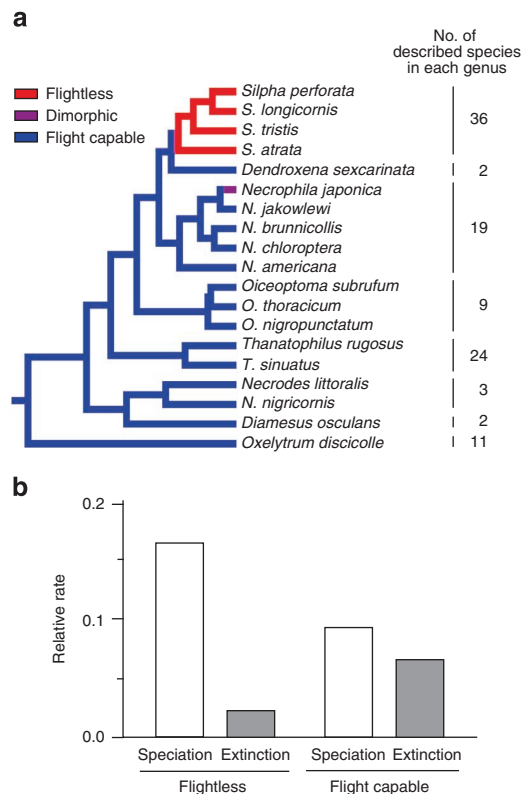 a
No. of
described species
in each genus
Flightless
Dimorphic
Flight capable
Silpha perforata
S. longicornis
S. tristis
S. atrata
36
Dendroxena sexcarinata
2
Necrophila japonica
N. jakowlewi
N. brunnicollis
N. chloroptera
N. americana
19
Oiceoptoma subrufum
O. thoracicum
O. nigropunctatum
9
Thanatophilus rugosus
T. sinuatus
24
Necrodes littoralis
N. nigricornis
3
Diamesus osculans
2
Oxelytrum discicolle
11
b
Relative rate
0.2
0.1
0.0
Speciation Extinction Speciation Extinction
Flightless Flight capable